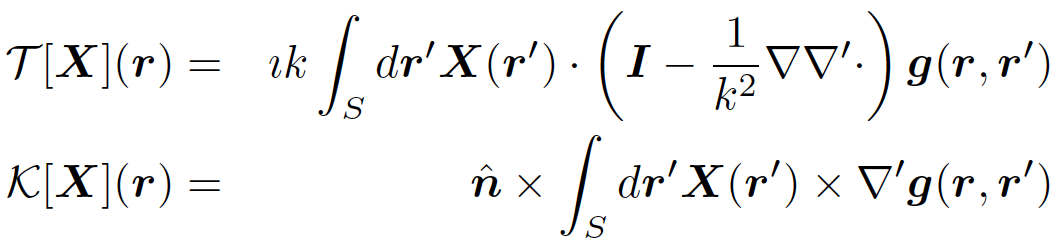 𝒯[𝑿](𝒓) = ık ∫_S d𝒓′𝑿(𝒓′) · (𝑰 − 1/k² ∇∇′·) 𝒈(𝒓, 𝒓′)
𝒦[𝑿](𝒓) = 𝒏̂ × ∫_S d𝒓′𝑿(𝒓′) × ∇′𝒈(𝒓, 𝒓′)